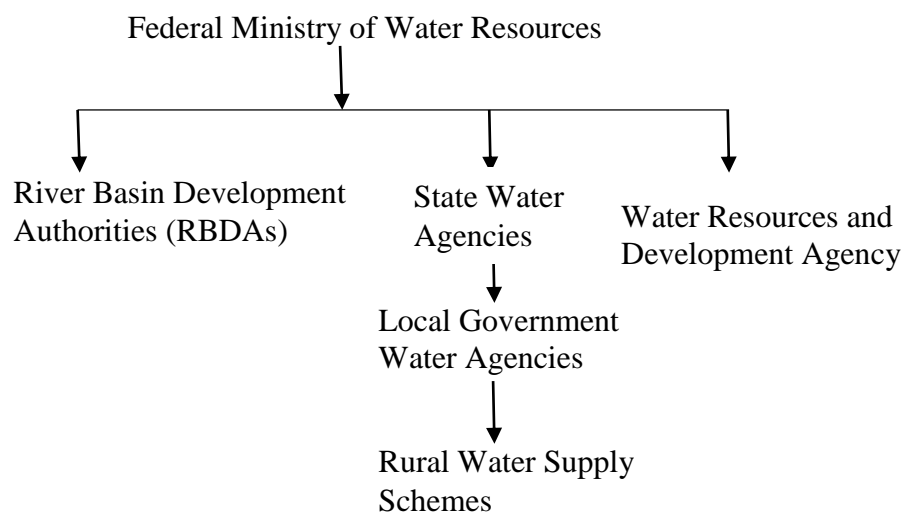 Federal Ministry of Water Resources
River Basin Development
Authorities (RBDAs)
State Water
Agencies
Water Resources and
Development Agency
Local Government
Water Agencies
Rural Water Supply
Schemes